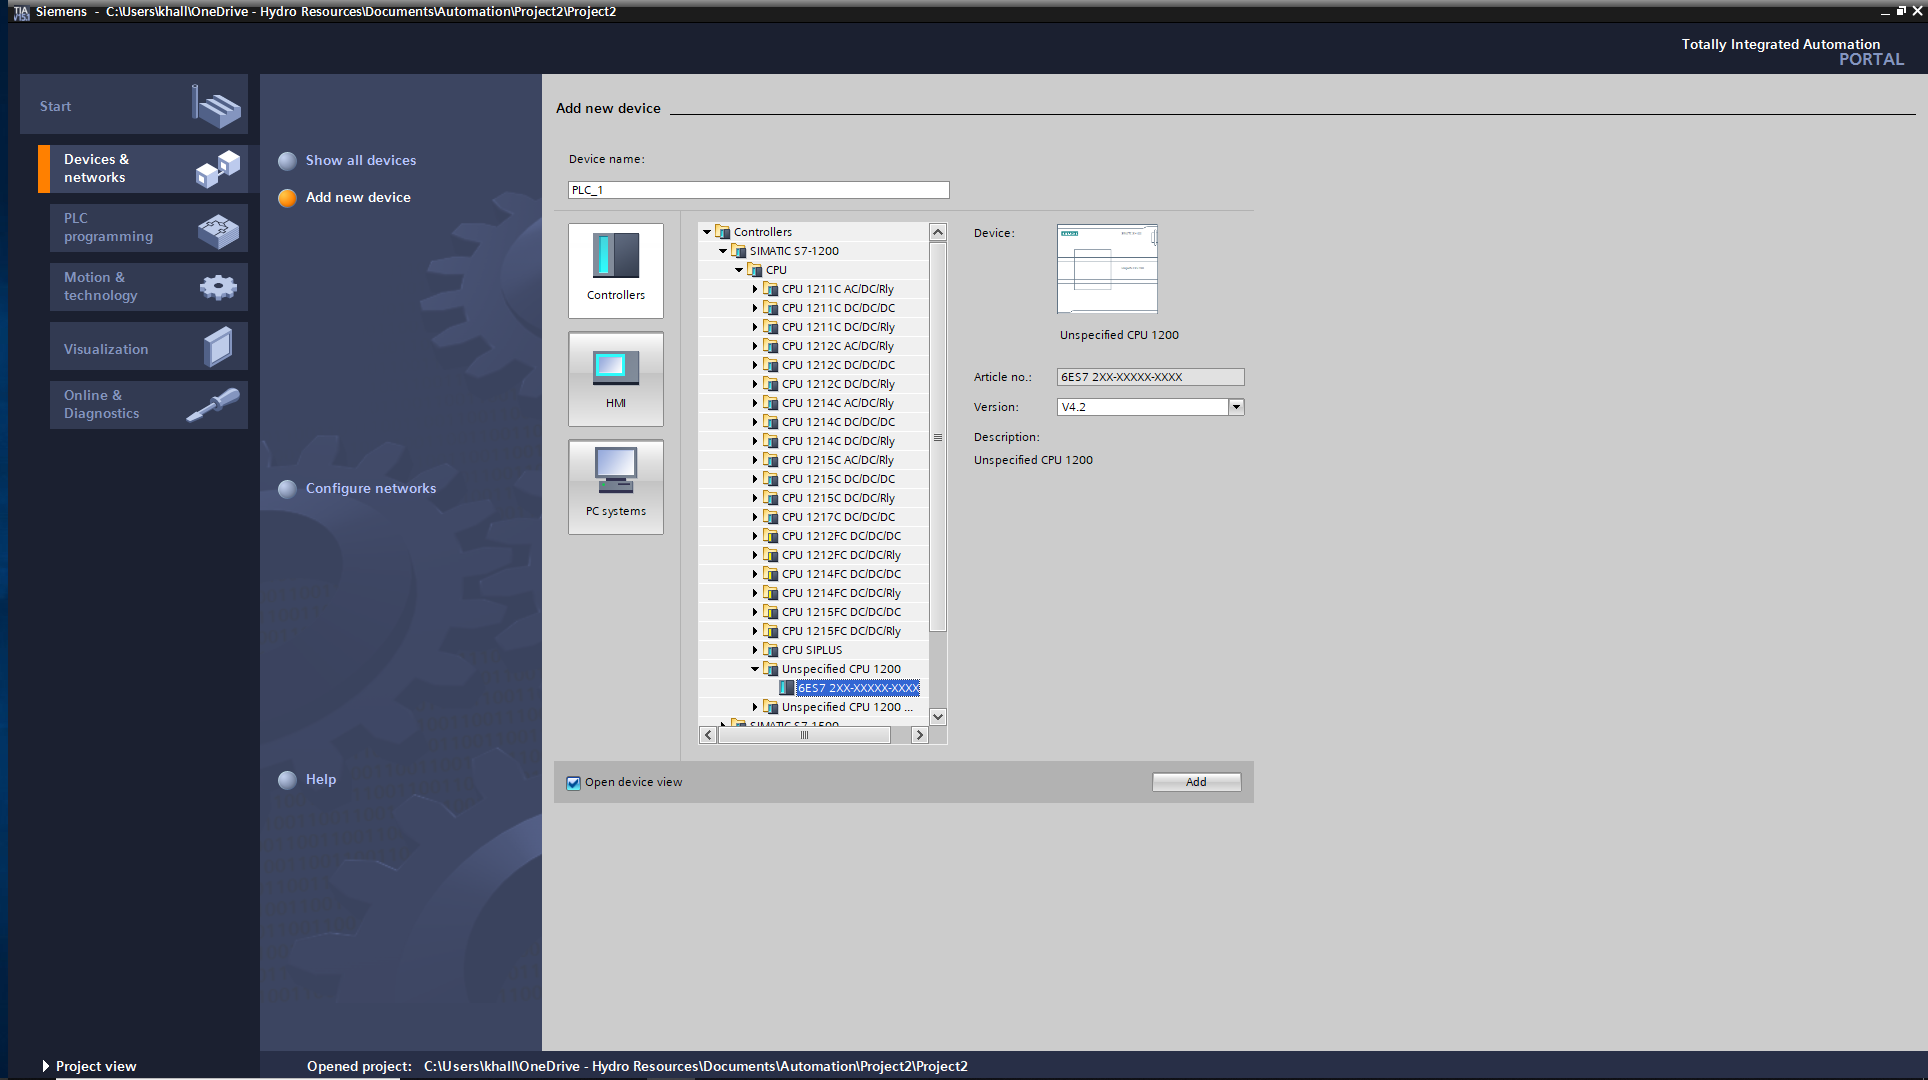 Siemens - C:\Users\khall\OneDrive - Hydro Resources\Documents\Automation\Project2\Project2
Totally Integrated Automation
PORTAL
Start
Devices &
networks
PLC
programming
Motion &
technology
Visualization
Online &
Diagnostics
Show all devices
Add new device
Configure networks
Help
Add new device
Device name:
PLC_1
Controllers
HMI
PC systems
Controllers
SIMATIC S7-1200
CPU
CPU 1211C AC/DC/Rly
CPU 1211C DC/DC/DC
CPU 1211C DC/DC/Rly
CPU 1212C AC/DC/Rly
CPU 1212C DC/DC/DC
CPU 1212C DC/DC/Rly
CPU 1214C AC/DC/Rly
CPU 1214C DC/DC/DC
CPU 1214C DC/DC/Rly
CPU 1215C AC/DC/Rly
CPU 1215C DC/DC/DC
CPU 1215C DC/DC/Rly
CPU 1217C DC/DC/DC
CPU 1212FC DC/DC/DC
CPU 1212FC DC/DC/Rly
CPU 1214FC DC/DC/DC
CPU 1214FC DC/DC/Rly
CPU 1215FC DC/DC/DC
CPU 1215FC DC/DC/Rly
CPU SIPLUS
Unspecified CPU 1200
6ES7 2XX-XXXXX-XXXX
Unspecified CPU 1200 ...
SIMATIC S7-1500
Device:
Unspecified CPU 1200
Article no.:
6ES7 2XX-XXXXX-XXXX
Version:
V4.2
Description:
Unspecified CPU 1200
Open device view
Add
Project view
Opened project: C:\Users\khall\OneDrive - Hydro Resources\Documents\Automation\Project2\Project2